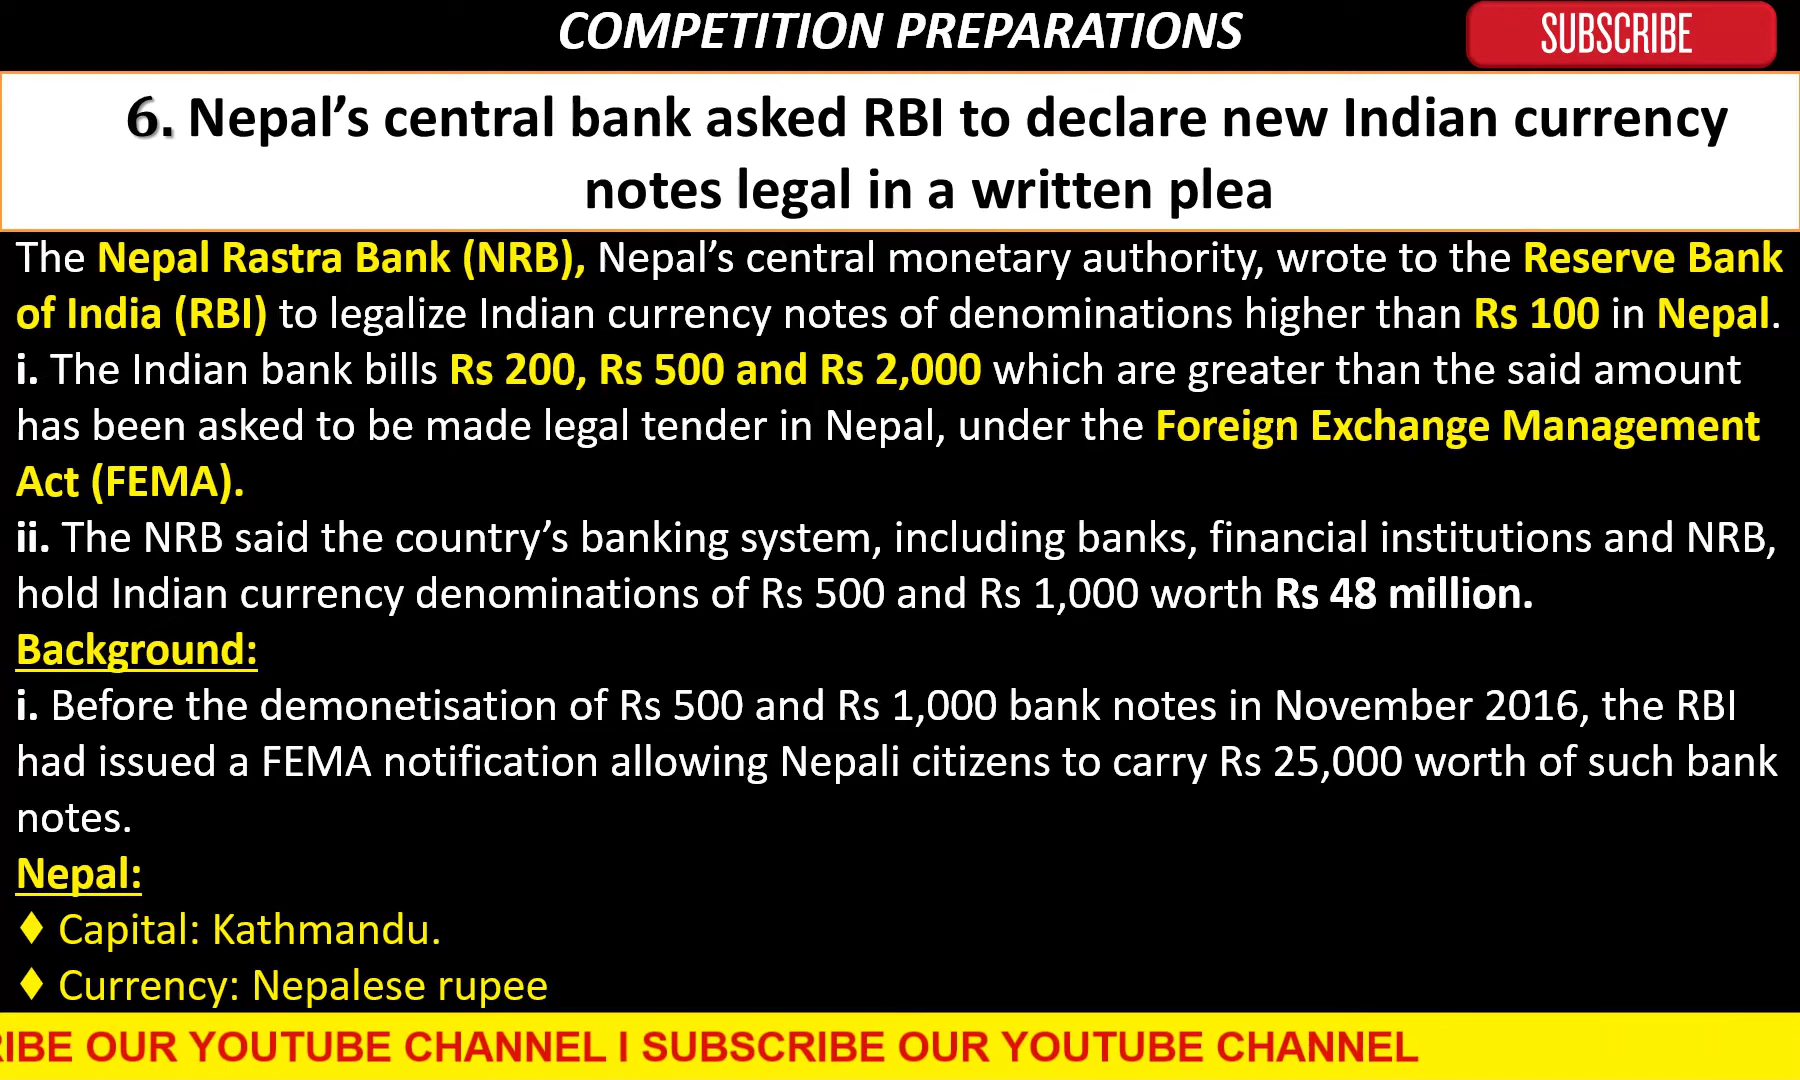 COMPETITION PREPARATIONS
SUBSCRIBE
6. Nepal’s central bank asked RBI to declare new Indian currency
notes legal in a written plea
The Nepal Rastra Bank (NRB), Nepal’s central monetary authority, wrote to the Reserve Bank
of India (RBI) to legalize Indian currency notes of denominations higher than Rs 100 in Nepal.
i. The Indian bank bills Rs 200, Rs 500 and Rs 2,000 which are greater than the said amount
has been asked to be made legal tender in Nepal, under the Foreign Exchange Management
Act (FEMA).
ii. The NRB said the country’s banking system, including banks, financial institutions and NRB,
hold Indian currency denominations of Rs 500 and Rs 1,000 worth Rs 48 million.
Background:
i. Before the demonetisation of Rs 500 and Rs 1,000 bank notes in November 2016, the RBI
had issued a FEMA notification allowing Nepali citizens to carry Rs 25,000 worth of such bank
notes.
Nepal:
♦ Capital: Kathmandu.
♦ Currency: Nepalese rupee
RIBE OUR YOUTUBE CHANNEL I SUBSCRIBE OUR YOUTUBE CHANNEL